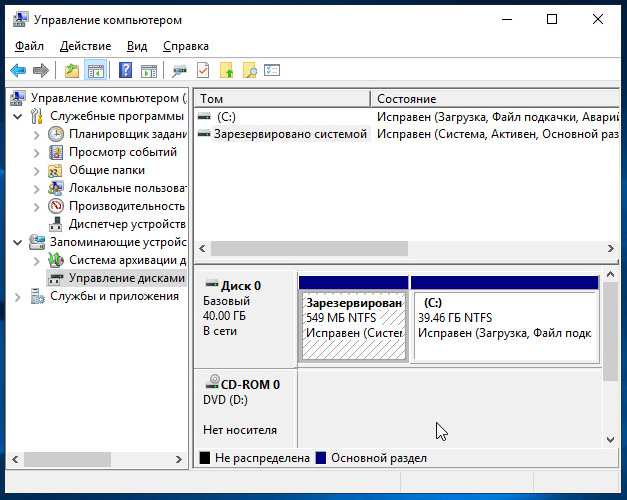 Управление компьютером
Файл Действие Вид Справка
Управление компьютером (
Служебные программы
Планировщик задани
Просмотр событий
Общие папки
Локальные пользова
Производительность
Диспетчер устройств
Запоминающие устройс
Система архивации д
Управление дисками
Службы и приложения
Том Состояние
(C:) Исправен (Загрузка, Файл подкачки, Аварий
Зарезервировано системой Исправен (Система, Активен, Основной раз
Диск 0
Базовый
40.00 ГБ
В сети
Зарезервирован
549 МБ NTFS
Исправен (Систем
(C:)
39.46 ГБ NTFS
Исправен (Загрузка, Файл подк
CD-ROM 0
DVD (D:)
Нет носителя
Не распределена Основной раздел